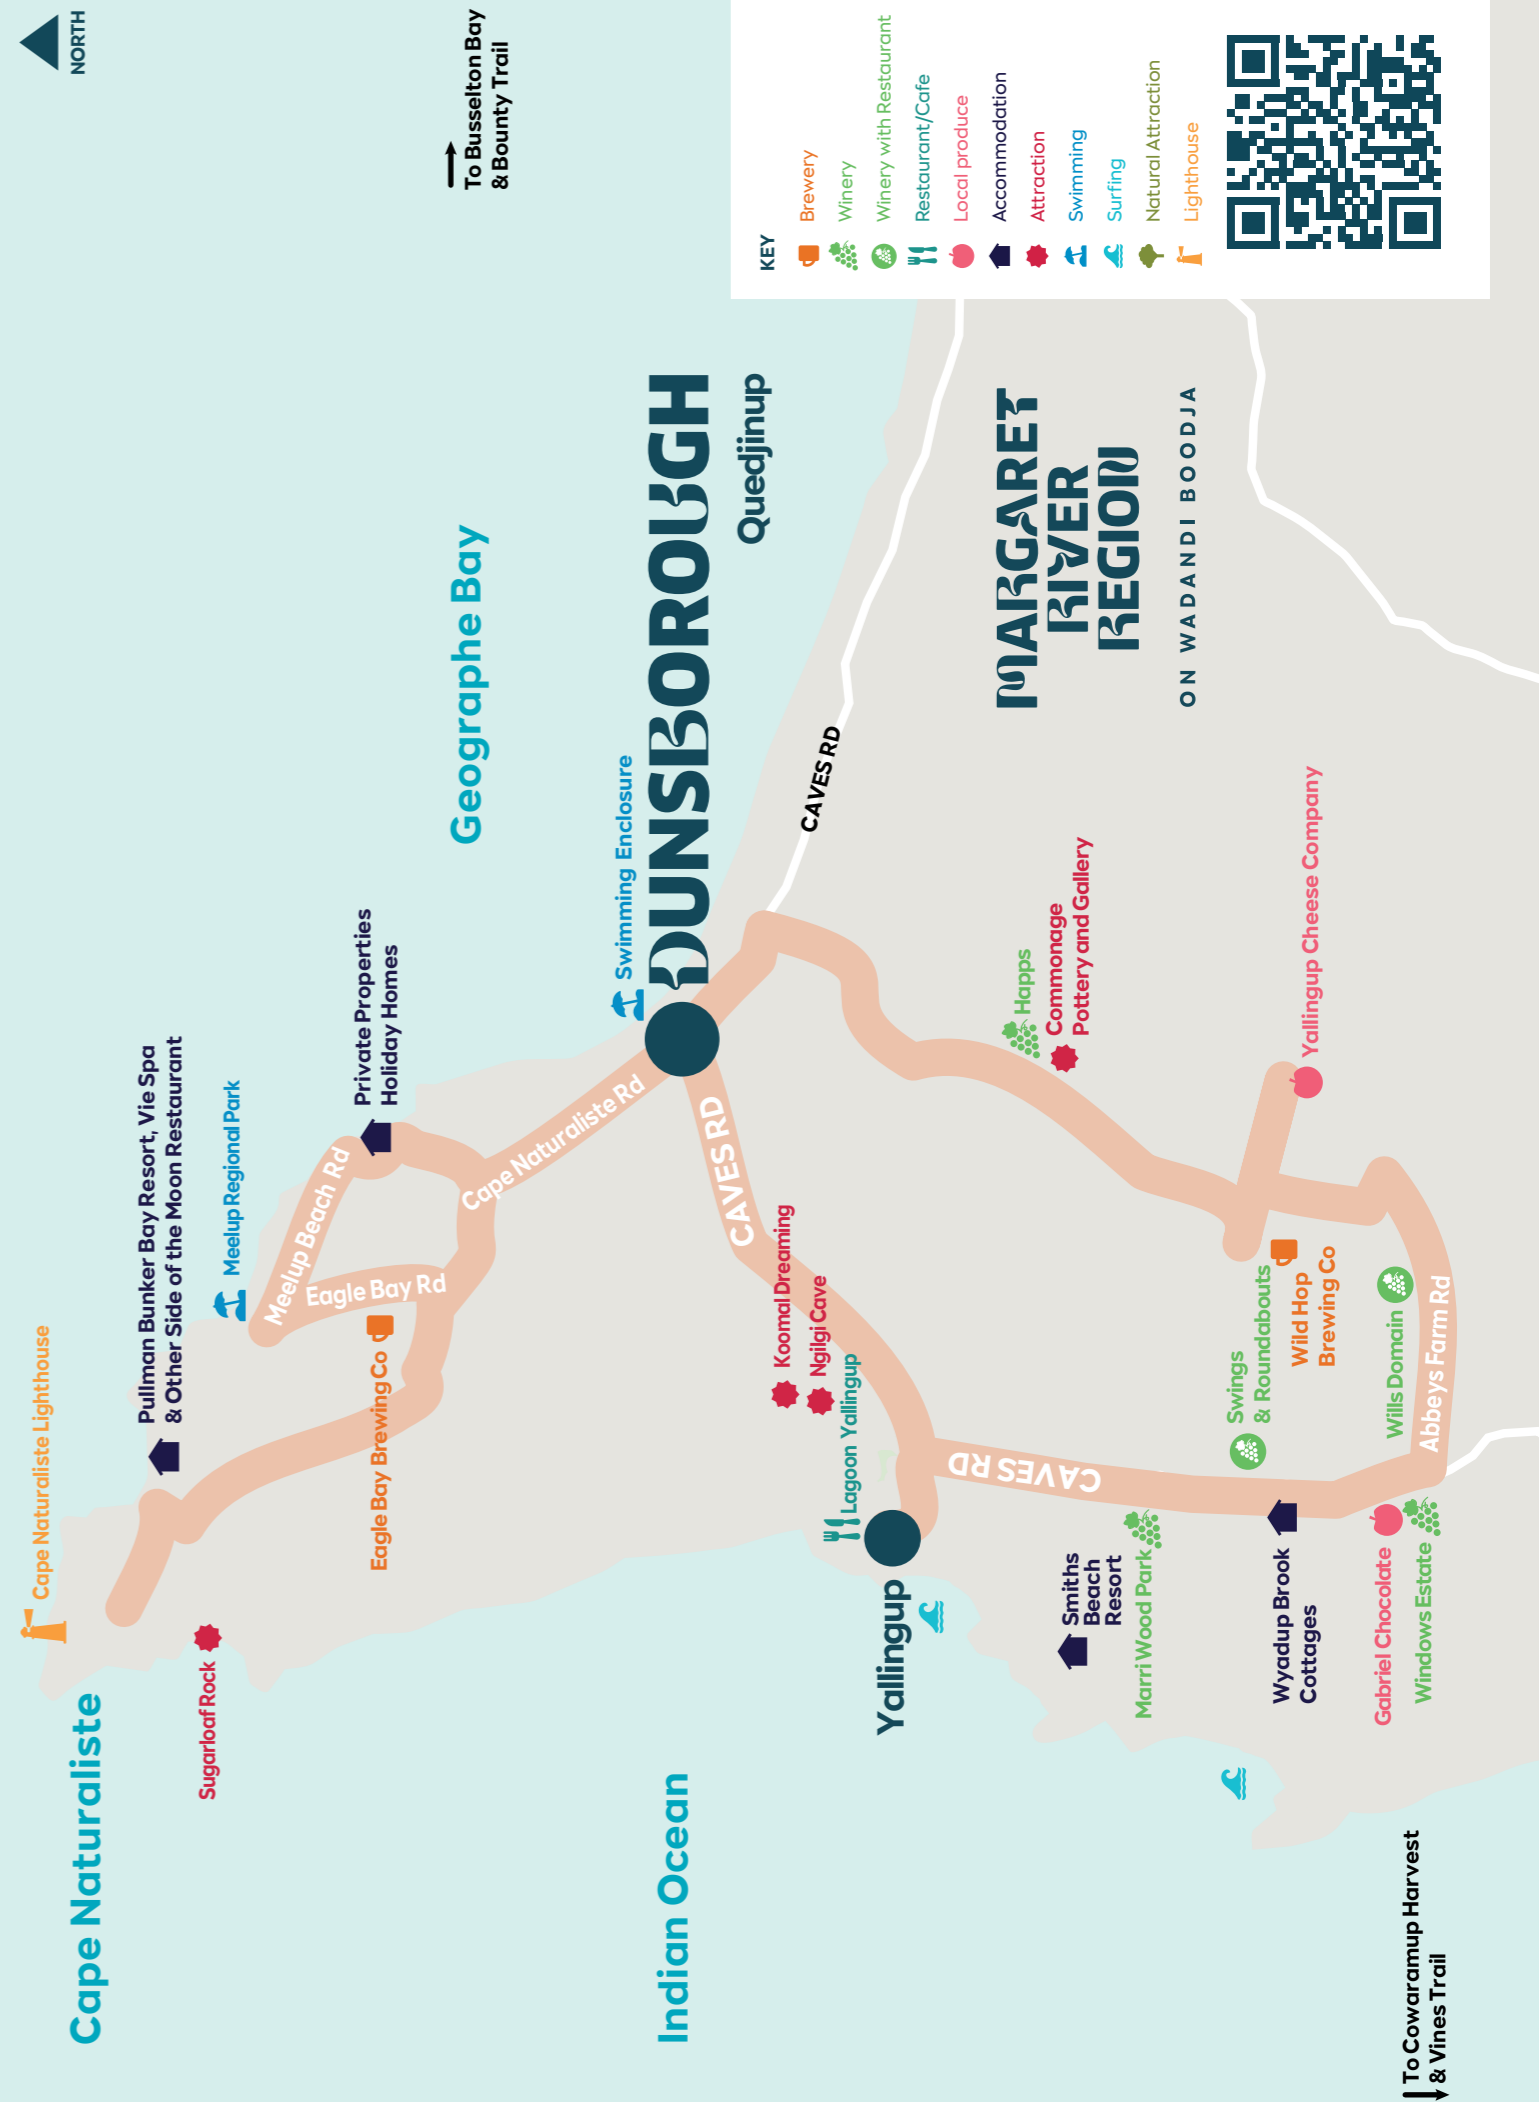 NORTH
To Busselton Bay
& Bounty Trail
Cape Naturaliste
Cape Naturaliste Lighthouse
Sugarloaf Rock
Pullman Bunker Bay Resort, Vie Spa
& Other Side of the Moon Restaurant
Meelup Regional Park
Meelup Beach Rd
Eagle Bay Rd
Eagle Bay Brewing Co
Private Properties
Holiday Homes
Cape Naturaliste Rd
Geographe Bay
Swimming Enclosure
DUNSBOROUGH
Quedjinup
Indian Ocean
CAVES RD
CAVES RD
Koomal Dreaming
Ngilgi Cave
Lagoon Yallingup
Yallingup
CAVES RD
MARGARET
RIVER
REGION
ON WADANDI BOODJA
Happs
Commonage
Pottery and Gallery
Yallingup Cheese Company
Smiths
Beach
Resort
Marri Wood Park
Swings
& Roundabouts
Wild Hop
Brewing Co
Wyadup Brook
Cottages
Wills Domain
Abbeys Farm Rd
Gabriel Chocolate
Windows Estate
To Cowaramup Harvest
& Vines Trail
KEY
Brewery
Winery
Winery with Restaurant
Restaurant/Cafe
Local produce
Accommodation
Attraction
Swimming
Surfing
Natural Attraction
Lighthouse